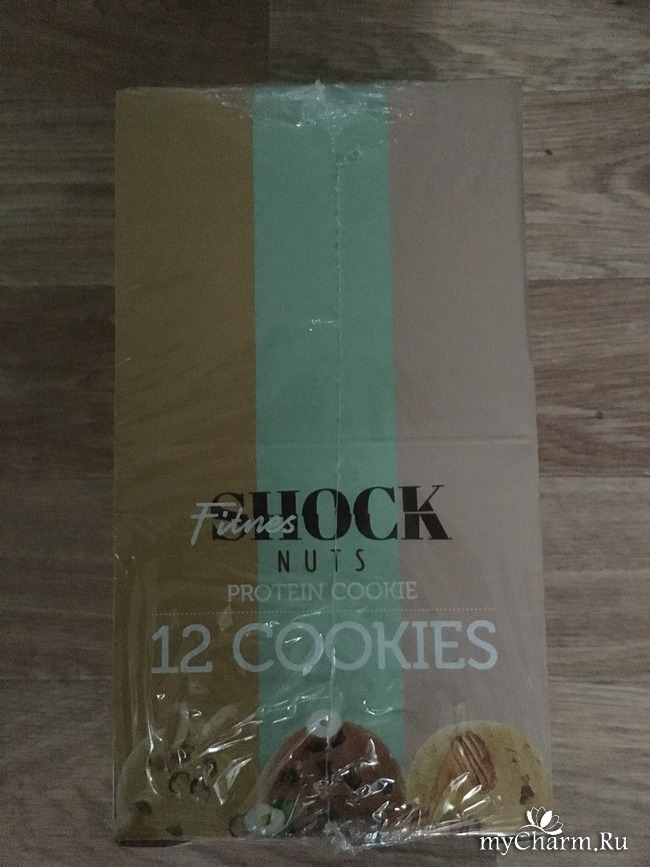 Fitnes SHOCK
NUTS
PROTEIN COOKIE
12 COOKIES
myCharm.Ru